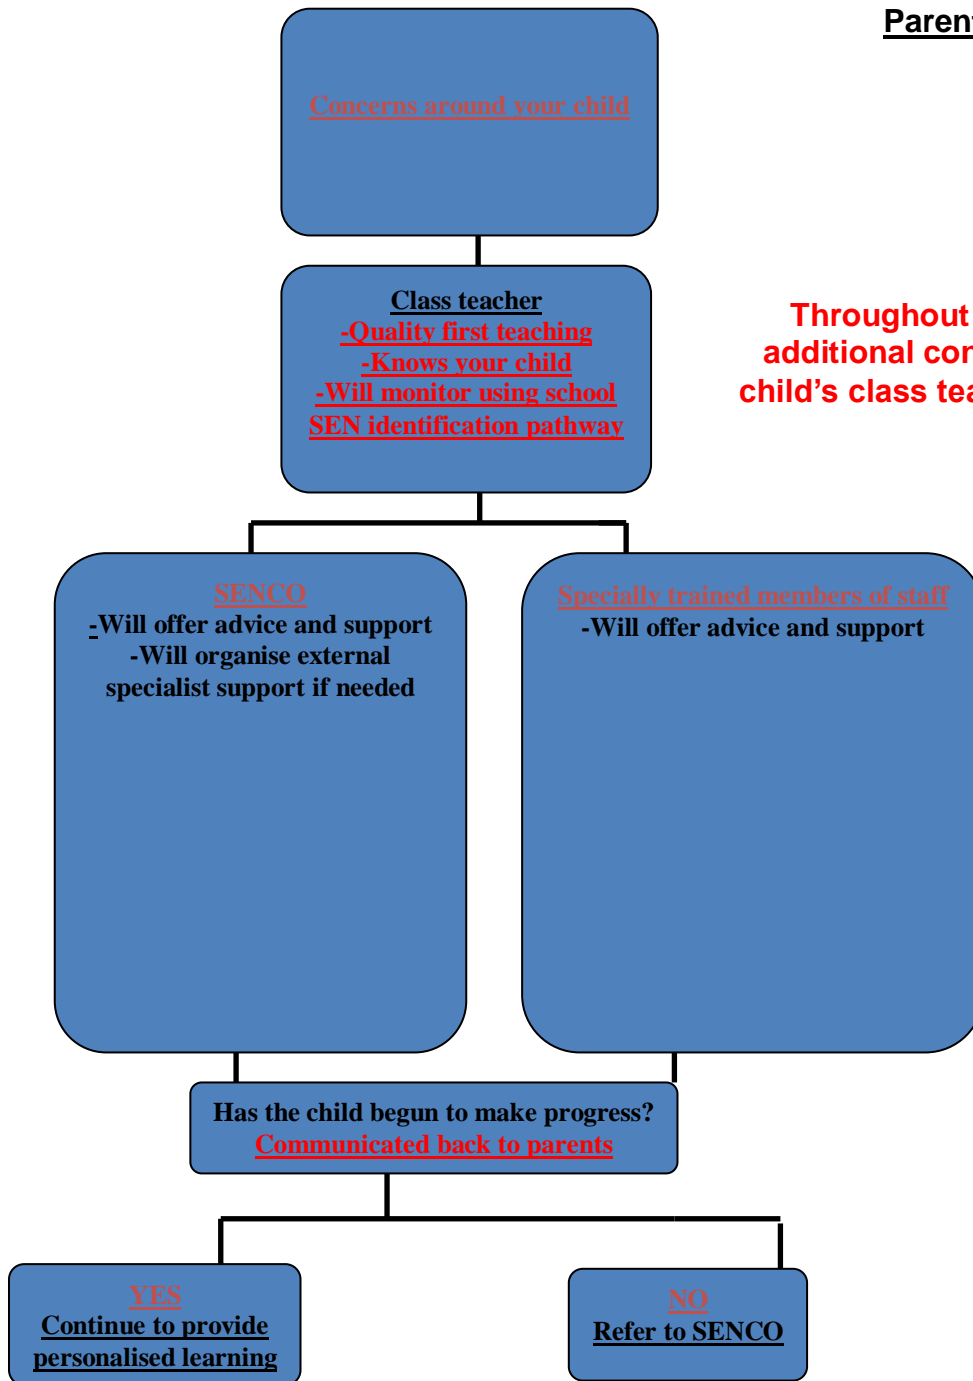 Parent
Concerns around your child
Class teacher
-Quality first teaching
-Knows your child
-Will monitor using school
SEN identification pathway
Throughout
additional con
child's class tea
SENCO
-Will offer advice and support
-Will organise external
specialist support if needed
Specially trained members of staff
-Will offer advice and support
Has the child begun to make progress?
Communicated back to parents
YES
Continue to provide
personalised learning
NO
Refer to SENCO